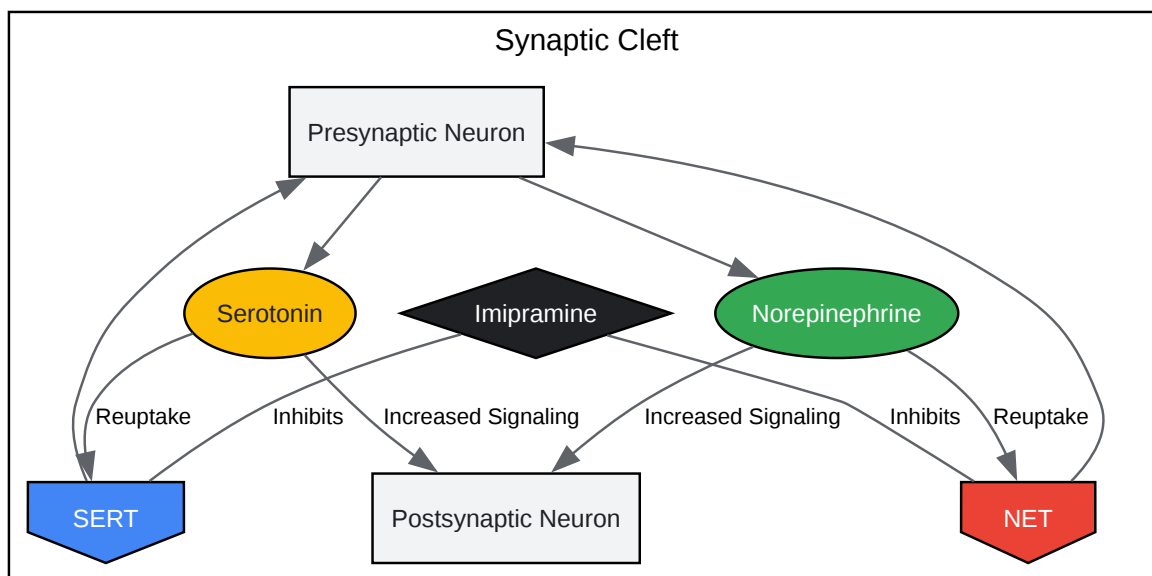 Synaptic Cleft
Presynaptic Neuron
Serotonin
Imipramine
Norepinephrine
Reuptake
Inhibits
Increased Signaling
Increased Signaling
Inhibits
Reuptake
SERT
Postsynaptic Neuron
NET